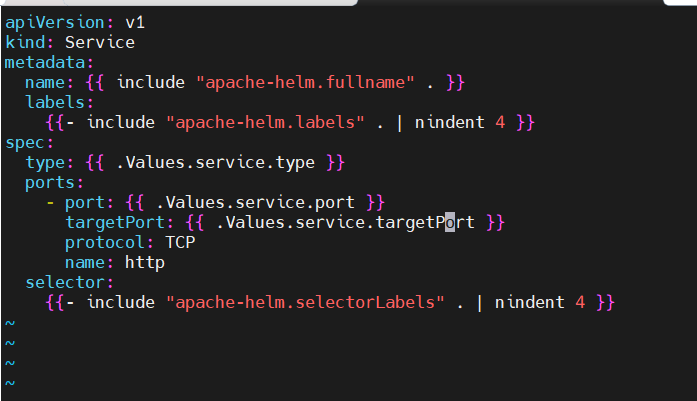 apiVersion: v1
kind: Service
metadata:
  name: {{ include "apache-helm.fullname" . }}
  labels:
    {{- include "apache-helm.labels" . | nindent 4 }}
spec:
  type: {{ .Values.service.type }}
  ports:
    - port: {{ .Values.service.port }}
      targetPort: {{ .Values.service.targetPort }}
      protocol: TCP
      name: http
  selector:
    {{- include "apache-helm.selectorLabels" . | nindent 4 }}
~
~
~
~